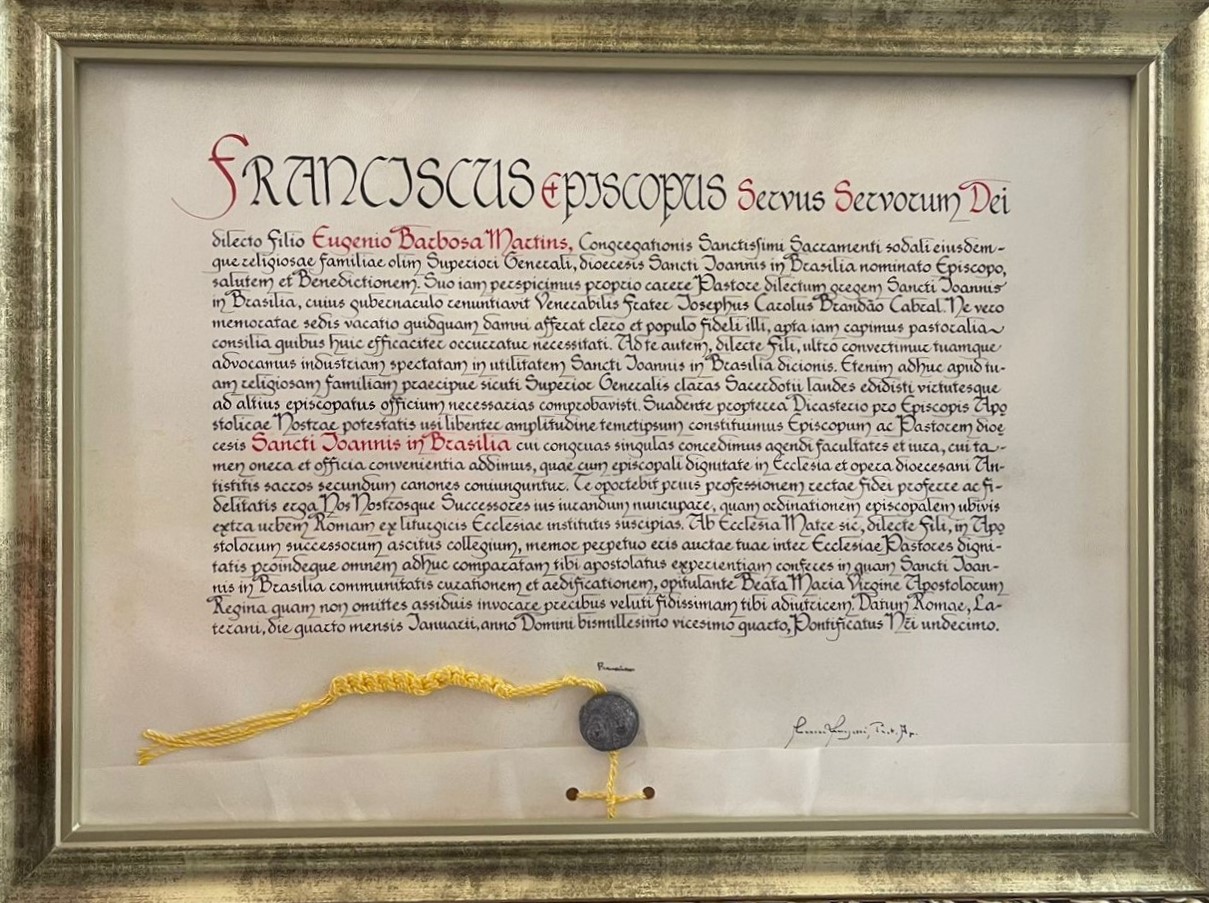 FRANCISCUS EPISCOPUS Servus Servorum Dei
dilecto Filio Eugenio Barbosa Martins, Congregationis Sanctissimi Sacramenti sodali eiusdem-
que religiosae familiae olim Superiori Generali, dioecesis Sancti Ioannis in Brasilia nominato Episcopo,
salutem et Benedictionem. Suo iam perspicimus proprio carere Pastore dilectum gregem Sancti Ioannis
in Brasilia, cuius gubernaculo renuntiavit Venerabilis Frater Iosephus Carolus Brandão Cabral. Ne vero
memoratae sedis vacatio quidquam damni afferat clero et populo fideli illi, apta iam capimus pastoralia
consilia quibus huic efficaciter occurratur necessitati. Ad te autem, dilecte Fili, ultro convertimur tuamque
advocamus industriam spectatam in utilitatem Sancti Ioannis in Brasilia dicionis. Etenim adhuc apud tu-
am religiosam familiam praecipue sicuti Superior Generalis claras Sacerdotii laudes edidisti virtutesque
ad altius episcopatus officium necessarias comprobavisti. Suadente propterea Dicasterio pro Episcopis Apo
stolicae Nostrae potestatis usi libenter amplitudine temetipsum constituimus Episcopum ac Pastorem dioe
cesis Sancti Ioannis in Brasilia cui congruas singulas concedimus agendi facultates et iura, cui ta-
men onera et officia convenientia addimus, quae cum episcopali dignitate in Ecclesia et opera dioecesani An-
tistitis sacros secundum canones coniunguntur. Te oportebit prius professionem rectae fidei proferre ac fi-
delitatis erga Nos Nostrosque Successores ius iurandum nuncupare, quam ordinationem episcopalem ubivis
extra urbem Romam ex liturgicis Ecclesiae institutis suscipias. Ab Ecclesia Matre sic, dilecte Fili, in Apo
stolorum successorum ascitus collegium, memor perpetuo eris auctae tuae inter Ecclesiae Pastores digni-
tatis proindeque omnem adhuc comparatam tibi apostolatus experientiam conferes in quam Sancti Ioan-
nis in Brasilia communitatis curationem et aedificationem, opitulante Beata Maria Virgine Apostolorum
Regina quam non omittes assiduis invocare precibus veluti fidissimam tibi adiutricem. Datum Romae, La-
terani, die quarto mensis Ianuarii, anno Domini bismillesimo vicesimo quarto, Pontificatus Nri undecimo.
Franciscus